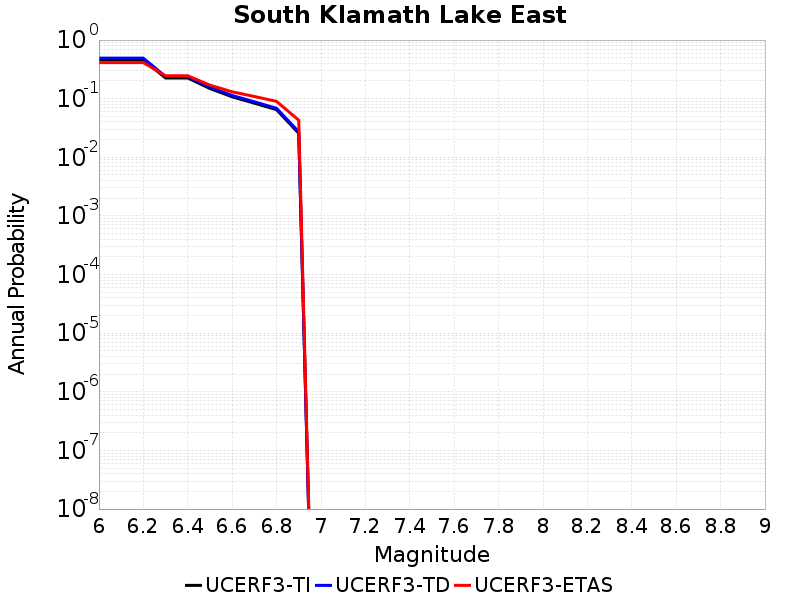 South Klamath Lake East
10^0
10^-1
10^-2
10^-3
10^-4
10^-5
10^-6
10^-7
10^-8
Annual Probability
6 6.2 6.4 6.6 6.8 7 7.2 7.4 7.6 7.8 8 8.2 8.4 8.6 8.8 9
Magnitude
UCERF3-TI UCERF3-TD UCERF3-ETAS